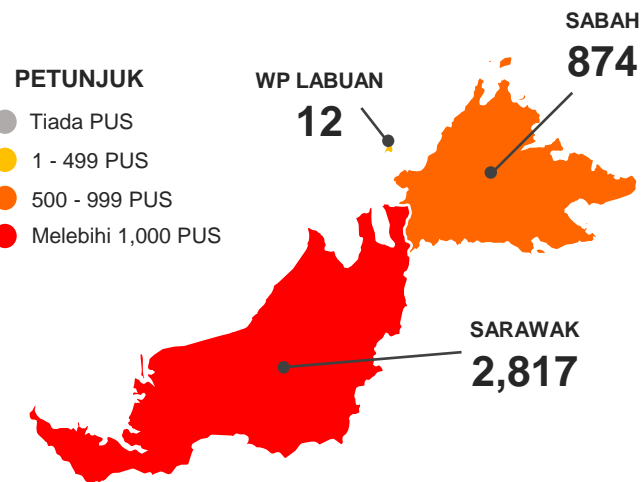 SABAH
874
WP LABUAN
12
PETUNJUK
Tiada PUS
1 - 499 PUS
500 - 999 PUS
Melebihi 1,000 PUS
SARAWAK
2,817